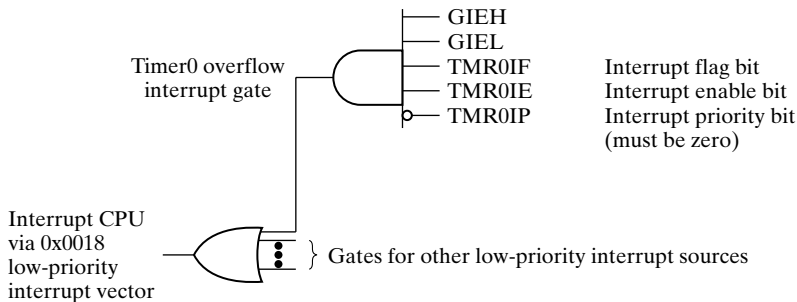 GIEH
GIEL
Timer0 overflow
interrupt gate
TMR0IF
Interrupt flag bit
TMR0IE
Interrupt enable bit
TMR0IP
Interrupt priority bit
(must be zero)
Interrupt CPU
via 0x0018
low-priority
interrupt vector
Gates for other low-priority interrupt sources